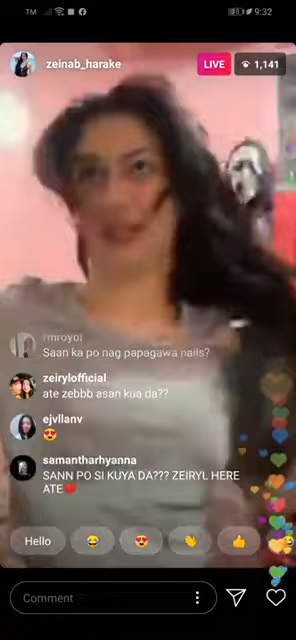 TM 9:32
zeinab_harake LIVE 1,141
Saan ka po nag papagawa nails?
zeirylofficial
ate zebbb asan kua da??
ejvllanv
😍
samantharhyanna
SANN PO SI KUYA DA??? ZEIRYL HERE
ATE❤️
Hello 😂 😍 👏 👍
Comment